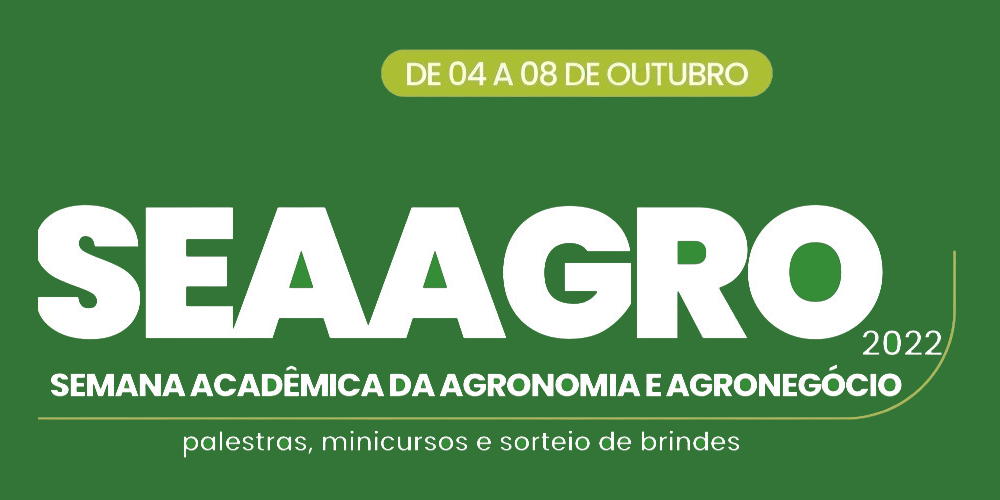 DE 04 A 08 DE OUTUBRO
SEAAGRO
2022
SEMANA ACADÊMICA DA AGRONOMIA E AGRONEGÓCIO
palestras, minicursos e sorteio de brindes